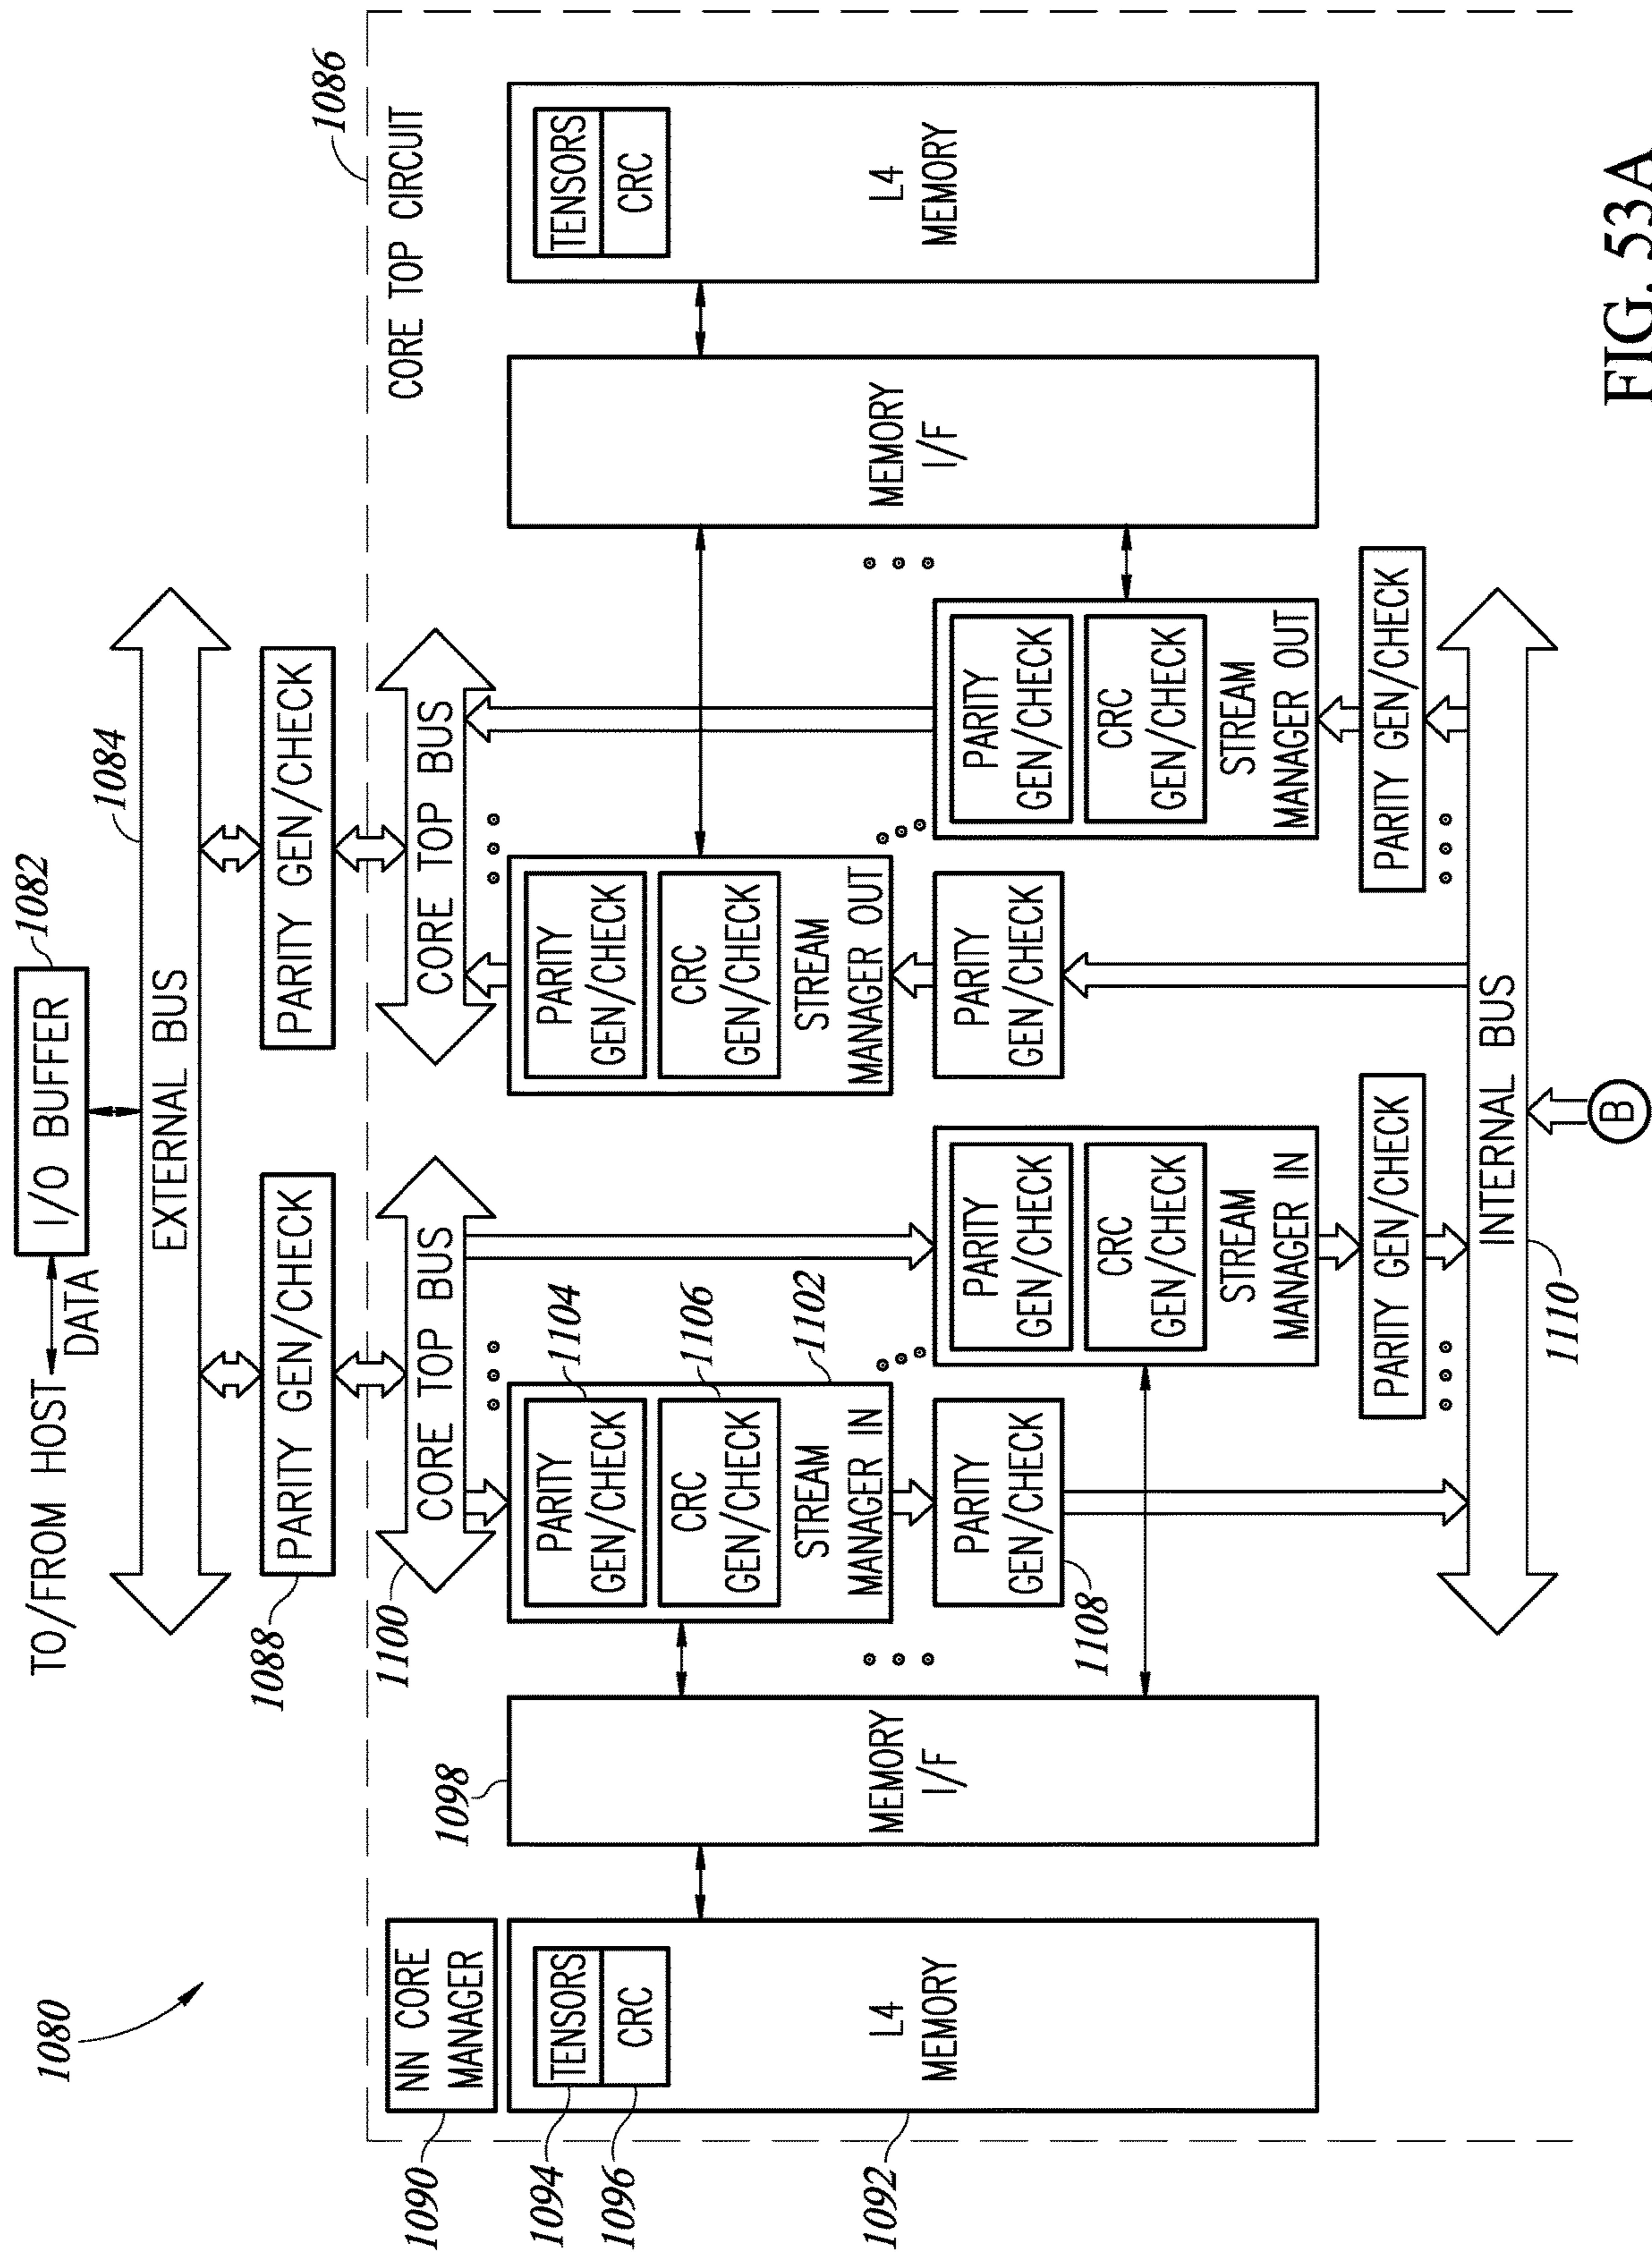 1080
TO/FROM HOST
DATA
I/O BUFFER
1082
EXTERNAL BUS
1084
1088
PARITY GEN/CHECK
PARITY GEN/CHECK
1086
CORE TOP CIRCUIT
1090
NN CORE
MANAGER
1100
CORE TOP BUS
CORE TOP BUS
1092
1094
TENSORS
1096
CRC
L4
MEMORY
1098
MEMORY
I/F
PARITY
GEN/CHECK
1104
CRC
GEN/CHECK
1106
STREAM
MANAGER IN
1102
PARITY
GEN/CHECK
1108
PARITY
GEN/CHECK
CRC
GEN/CHECK
STREAM
MANAGER IN
PARITY GEN/CHECK
PARITY
GEN/CHECK
CRC
GEN/CHECK
STREAM
MANAGER OUT
PARITY
GEN/CHECK
PARITY
GEN/CHECK
CRC
GEN/CHECK
STREAM
MANAGER OUT
PARITY GEN/CHECK
MEMORY
I/F
TENSORS
CRC
L4
MEMORY
1110
INTERNAL BUS
B
FIG. 53A